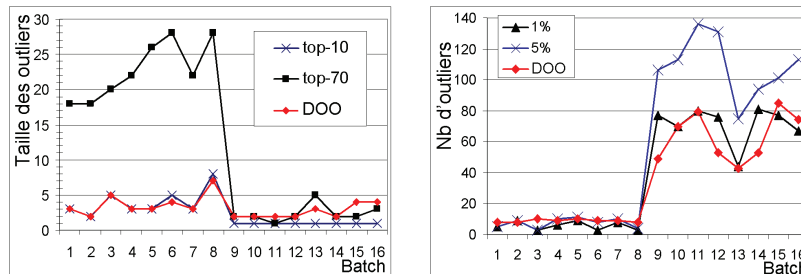 Taille des outliers
30
25
20
15
10
5
0
top-10
top-70
DOO
1 2 3 4 5 6 7 8 9 10 11 12 13 14 15 16
Batch
Nb d'outliers
140
120
100
80
60
40
20
0
1%
5%
DOO
1 2 3 4 5 6 7 8 9 10 11 12 13 14 15 16
Batch